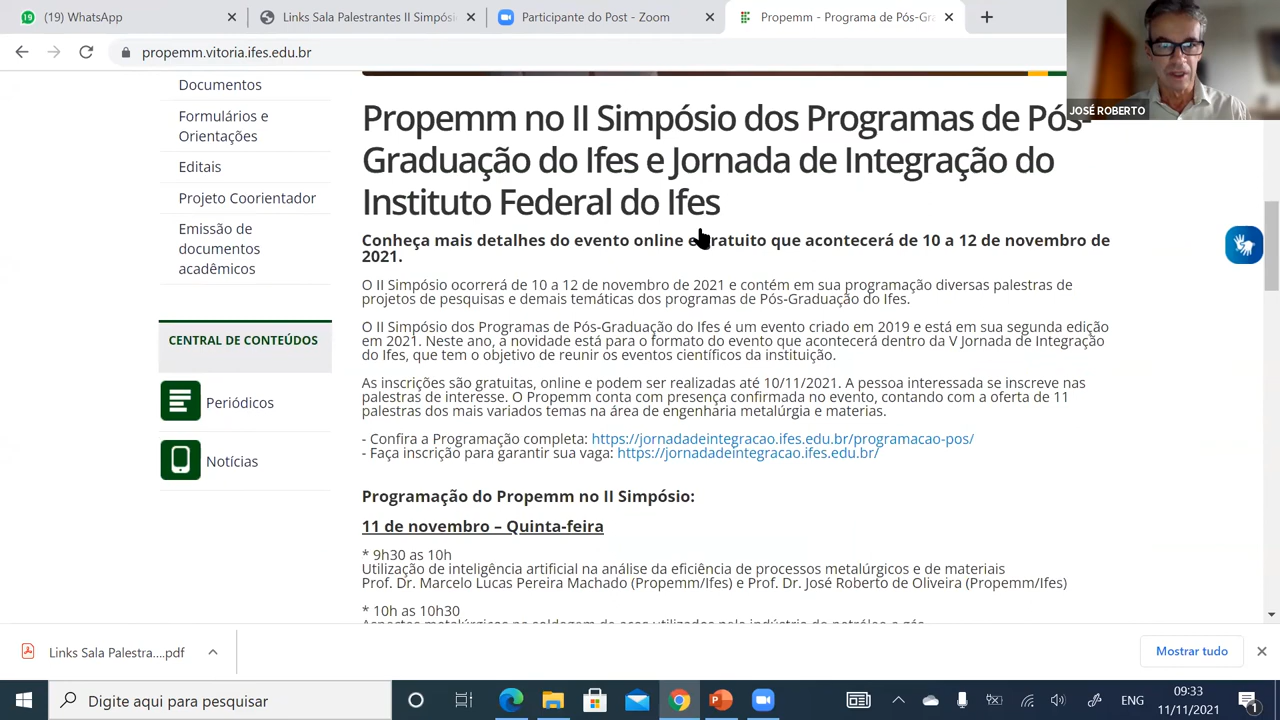 (19) WhatsApp
Links Sala Palestrantes II Simpósi
Participante do Post - Zoom
Propemm - Programa de Pós-Gra
propemm.vitoria.ifes.edu.br
JOSÉ ROBERTO
Documentos
Formulários e
Orientações
Editais
Projeto Coorientador
Emissão de
documentos
acadêmicos
CENTRAL DE CONTEÚDOS
Periódicos
Notícias
Propemm no II Simpósio dos Programas de Pós-
Graduação do Ifes e Jornada de Integração do
Instituto Federal do Ifes
Conheça mais detalhes do evento online e gratuito que acontecerá de 10 a 12 de novembro de
2021.
O II Simpósio ocorrerá de 10 a 12 de novembro de 2021 e contém em sua programação diversas palestras de
projetos de pesquisas e demais temáticas dos programas de Pós-Graduação do Ifes.
O II Simpósio dos Programas de Pós-Graduação do Ifes é um evento criado em 2019 e está em sua segunda edição
em 2021. Neste ano, a novidade está para o formato do evento que acontecerá dentro da V Jornada de Integração
do Ifes, que tem o objetivo de reunir os eventos científicos da instituição.
As inscrições são gratuitas, online e podem ser realizadas até 10/11/2021. A pessoa interessada se inscreve nas
palestras de interesse. O Propemm conta com presença confirmada no evento, contando com a oferta de 11
palestras dos mais variados temas na área de engenharia metalúrgia e materias.
- Confira a Programação completa: https://jornadadeintegracao.ifes.edu.br/programacao-pos/
- Faça inscrição para garantir sua vaga: https://jornadadeintegracao.ifes.edu.br/
Programação do Propemm no II Simpósio:
11 de novembro – Quinta-feira
* 9h30 as 10h
Utilização de inteligência artificial na análise da eficiência de processos metalúrgicos e de materiais
Prof. Dr. Marcelo Lucas Pereira Machado (Propemm/Ifes) e Prof. Dr. José Roberto de Oliveira (Propemm/Ifes)
* 10h as 10h30
Aspectos metalúrgicos na soldagem de aços utilizados pela indústria do petróleo e gás
Links Sala Palestra....pdf
Mostrar tudo
Digite aqui para pesquisar
ENG
09:33
11/11/2021
1